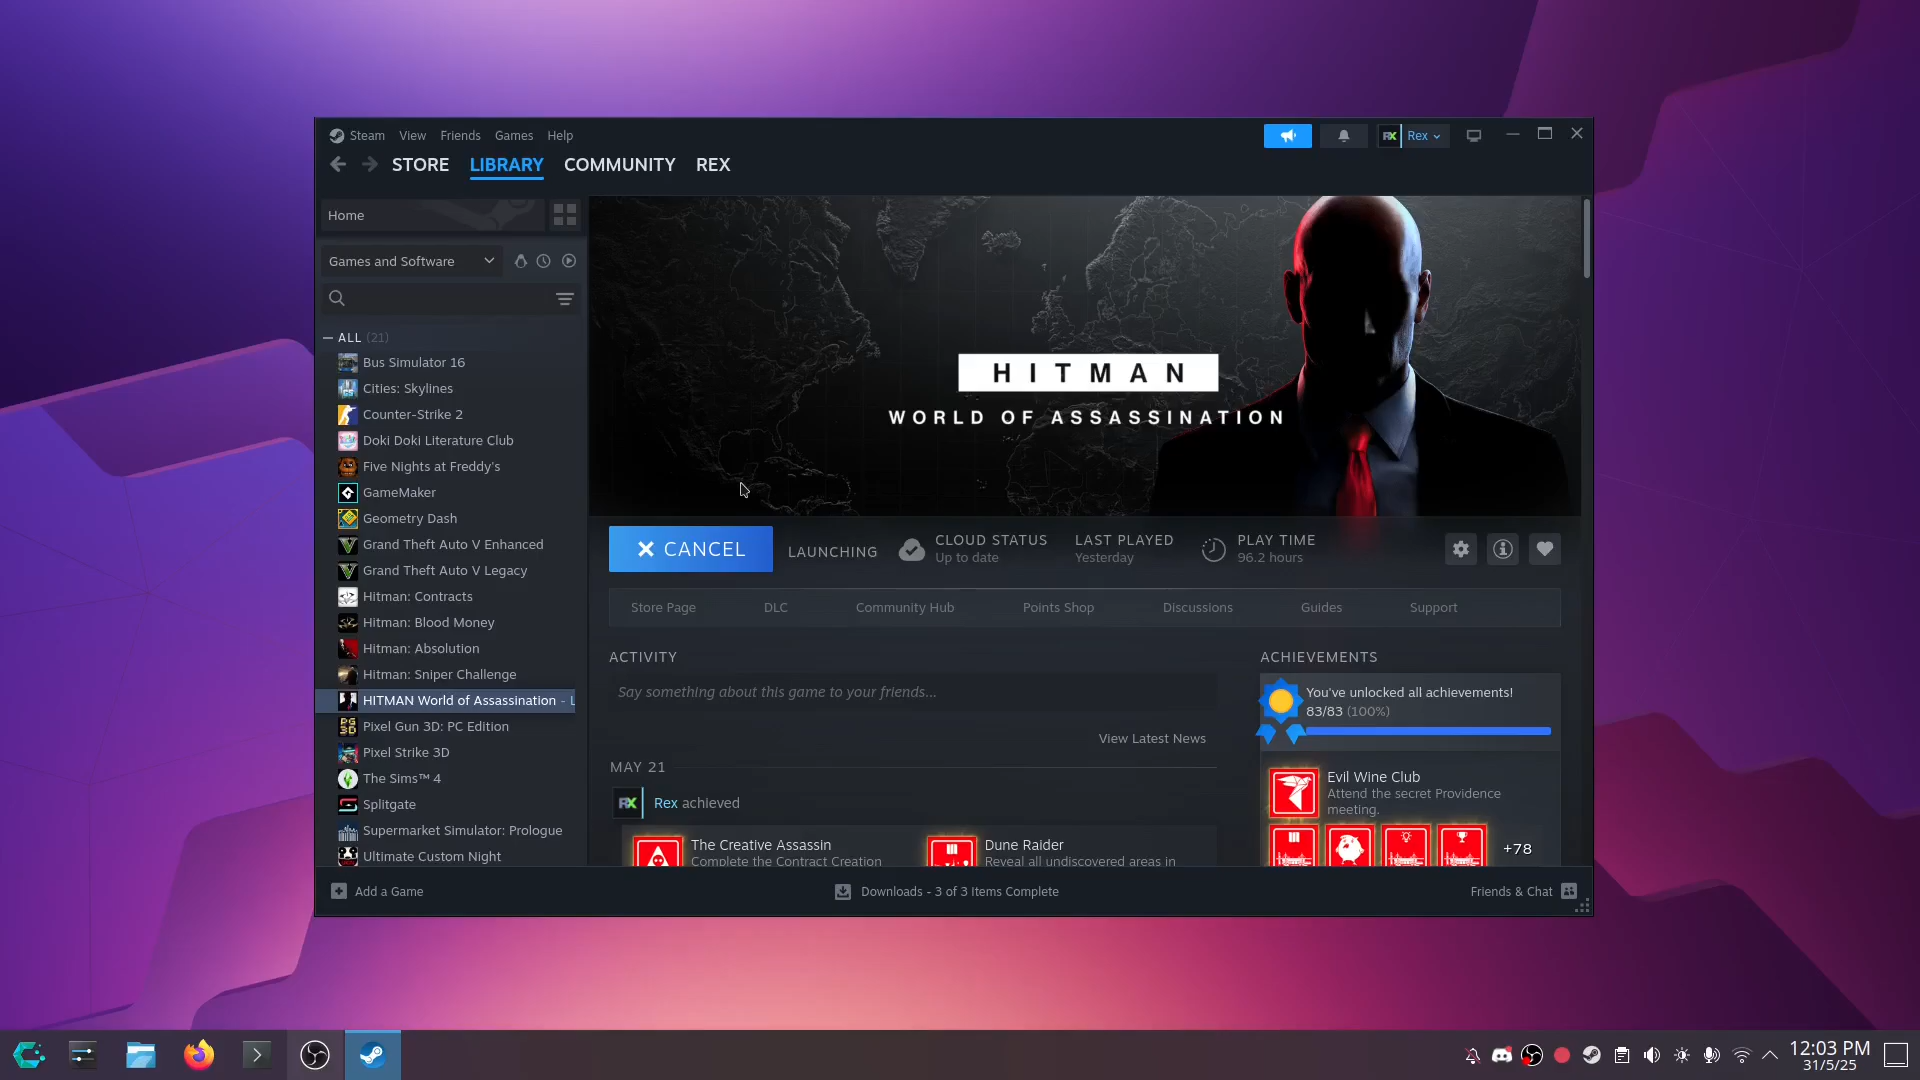 Steam View Friends Games Help
Rex
STORE LIBRARY COMMUNITY REX
Home
Games and Software
ALL (21)
Bus Simulator 16
Cities: Skylines
Counter-Strike 2
Doki Doki Literature Club
Five Nights at Freddy's
GameMaker
Geometry Dash
Grand Theft Auto V Enhanced
Grand Theft Auto V Legacy
Hitman: Contracts
Hitman: Blood Money
Hitman: Absolution
Hitman: Sniper Challenge
HITMAN World of Assassination - L
Pixel Gun 3D: PC Edition
Pixel Strike 3D
The Sims™ 4
Splitgate
Supermarket Simulator: Prologue
Ultimate Custom Night
HITMAN
WORLD OF ASSASSINATION
CANCEL
LAUNCHING
CLOUD STATUS
Up to date
LAST PLAYED
Yesterday
PLAY TIME
96.2 hours
Store Page DLC Community Hub Points Shop Discussions Guides Support
ACTIVITY
Say something about this game to your friends...
View Latest News
MAY 21
Rex achieved
The Creative Assassin
Complete the Contract Creation
Dune Raider
Reveal all undiscovered areas in
ACHIEVEMENTS
You've unlocked all achievements!
83/83 (100%)
Evil Wine Club
Attend the secret Providence
meeting.
+78
Add a Game
Downloads - 3 of 3 Items Complete
Friends & Chat
12:03 PM
31/5/25